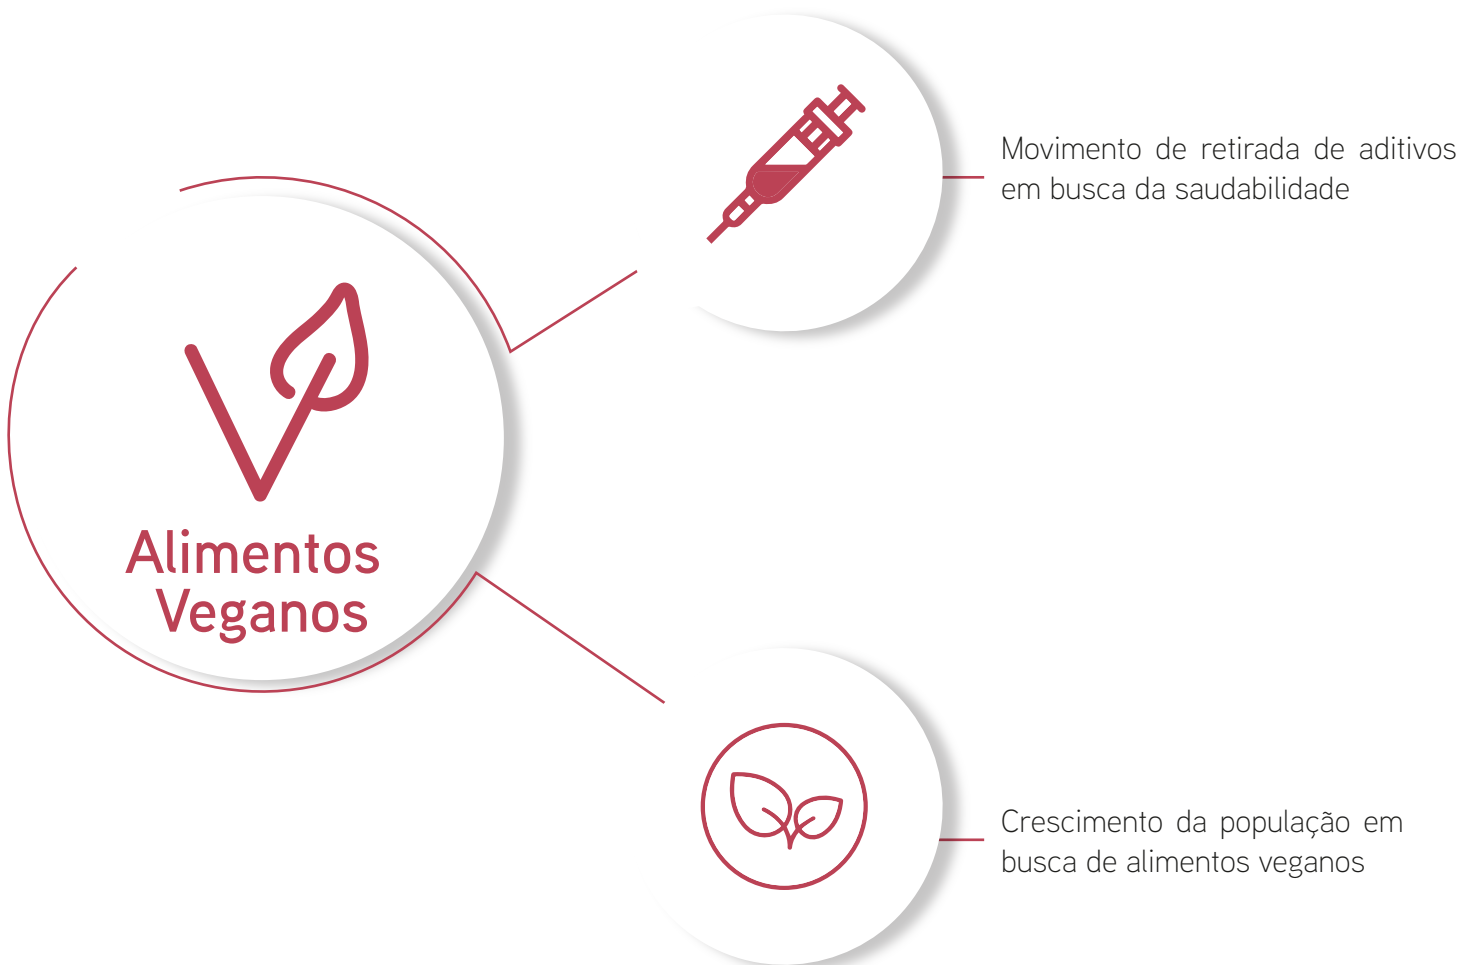 Movimento de retirada de aditivos
em busca da saudabilidade
Alimentos
Veganos
Crescimento da população em
busca de alimentos veganos